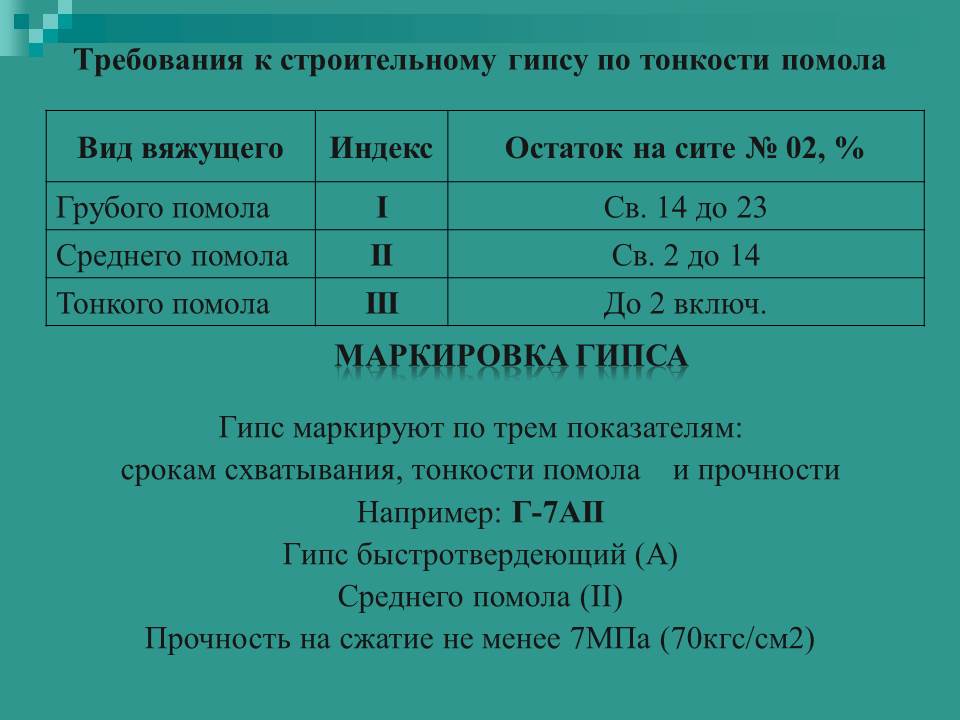 Требования к строительному гипсу по тонкости помола
Вид вяжущего Индекс Остаток на сите № 02, %
Грубого помола I Св. 14 до 23
Среднего помола II Св. 2 до 14
Тонкого помола III До 2 включ.
МАРКИРОВКА ГИПСА
Гипс маркируют по трем показателям:
срокам схватывания, тонкости помола и прочности
Например: Г-7АII
Гипс быстротвердеющий (А)
Среднего помола (II)
Прочность на сжатие не менее 7МПа (70кгс/см2)